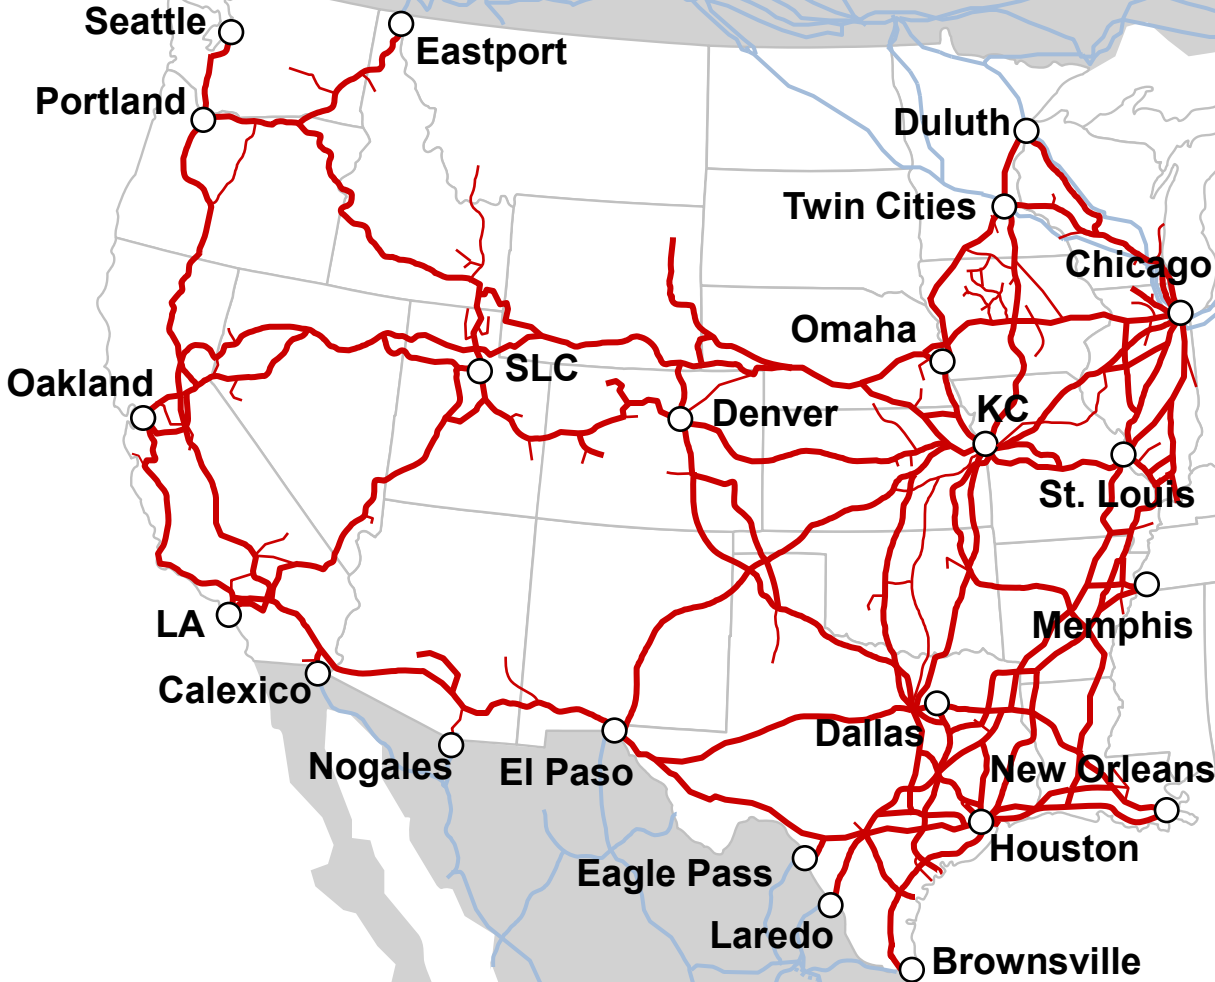 Seattle
Eastport
Portland
Duluth
Twin Cities
Chicago
Omaha
SLC
Oakland
Denver
KC
St. Louis
LA
Memphis
Calexico
Dallas
Nogales
El Paso
New Orleans
Houston
Eagle Pass
Laredo
Brownsville